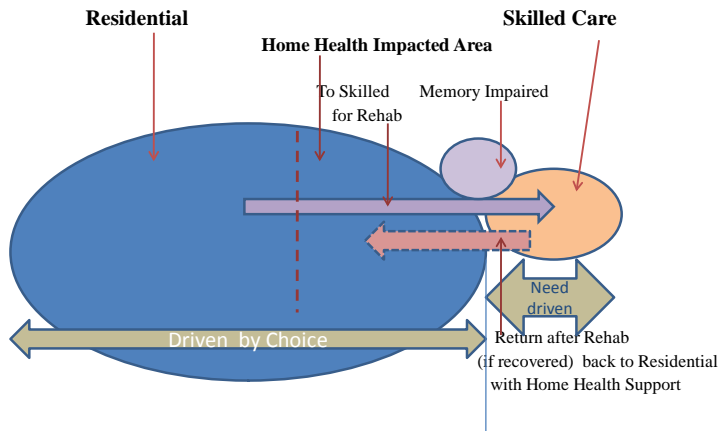 Residential
Skilled Care
Home Health Impacted Area
To Skilled
for Rehab
Memory Impaired
Need
driven
Driven by Choice
Return after Rehab
(if recovered) back to Residential
with Home Health Support